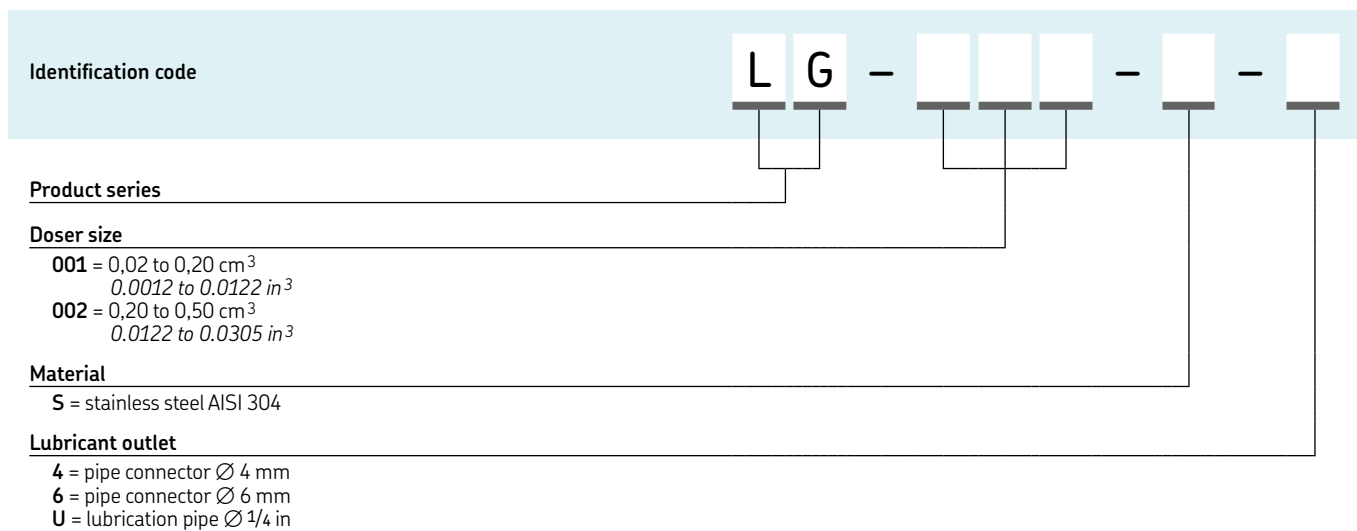 Identification code L G – – –
Product series
Doser size
001 = 0,02 to 0,20 cm³
0.0012 to 0.0122 in³
002 = 0,20 to 0,50 cm³
0.0122 to 0.0305 in³
Material
S = stainless steel AISI 304
Lubricant outlet
4 = pipe connector ∅ 4 mm
6 = pipe connector ∅ 6 mm
U = lubrication pipe ∅ 1/4 in